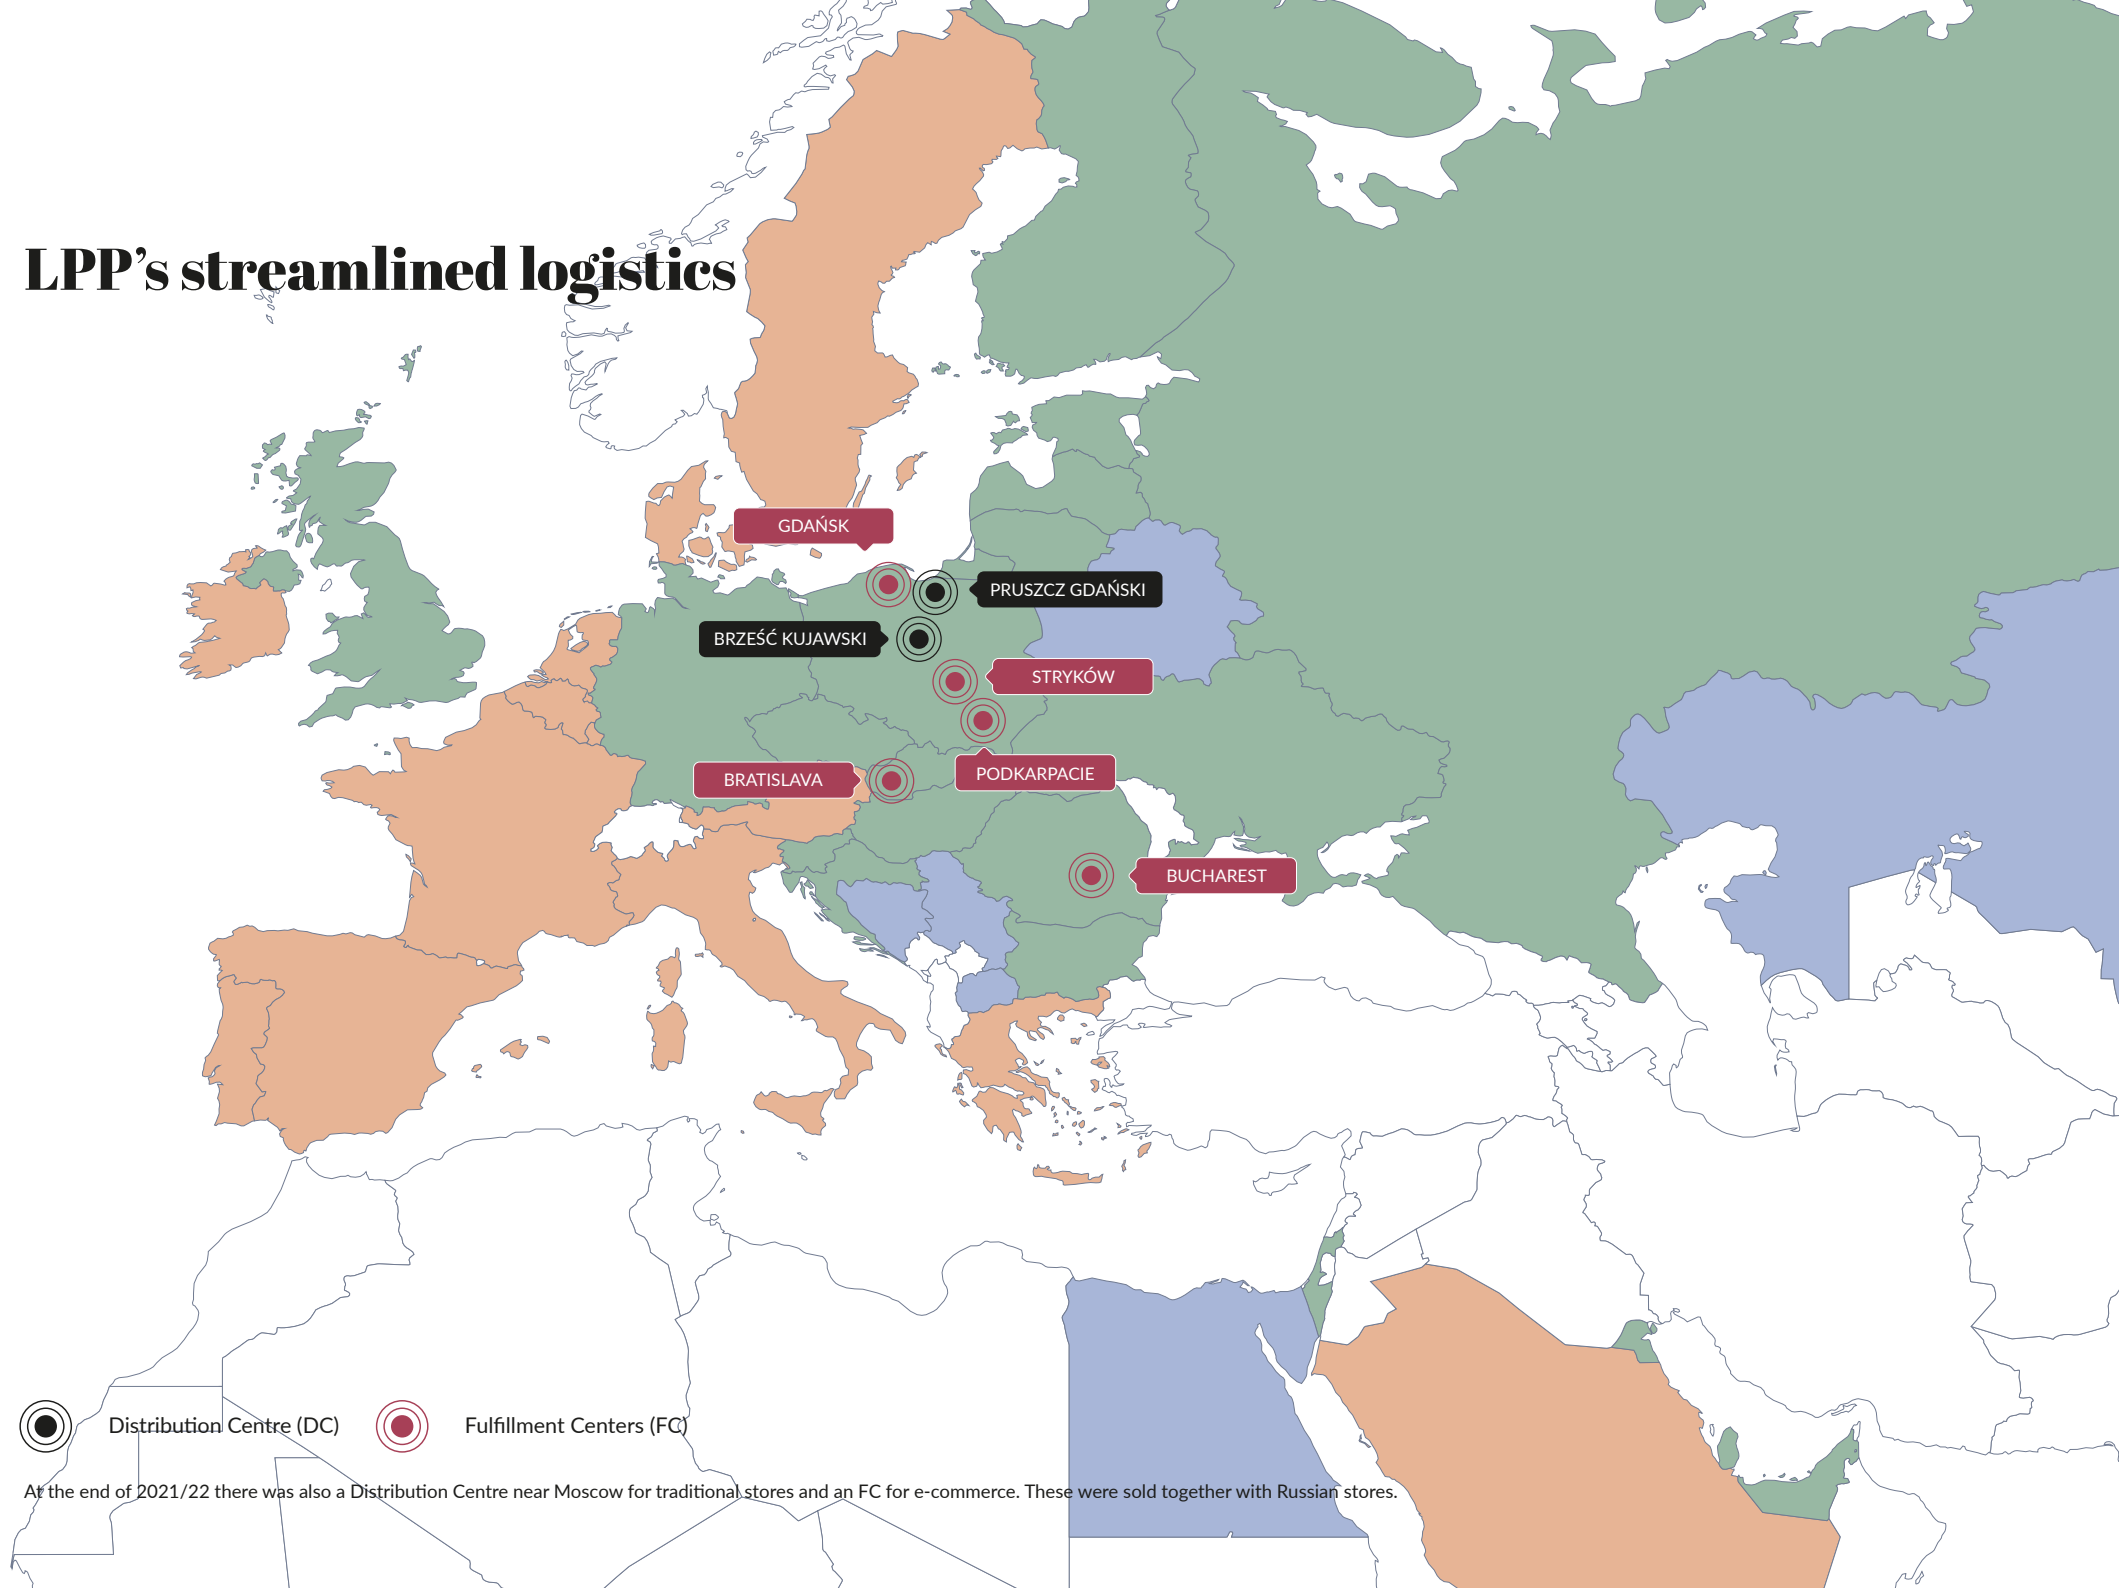 LPP’s streamlined logistics
GDAŃSK
PRUSZCZ GDAŃSKI
BRZEŚĆ KUJAWSKI
STRYKÓW
PODKARPACIE
BRATISLAVA
BUCHAREST
Distribution Centre (DC)
Fulfillment Centers (FC)
At the end of 2021/22 there was also a Distribution Centre near Moscow for traditional stores and an FC for e-commerce. These were sold together with Russian stores.